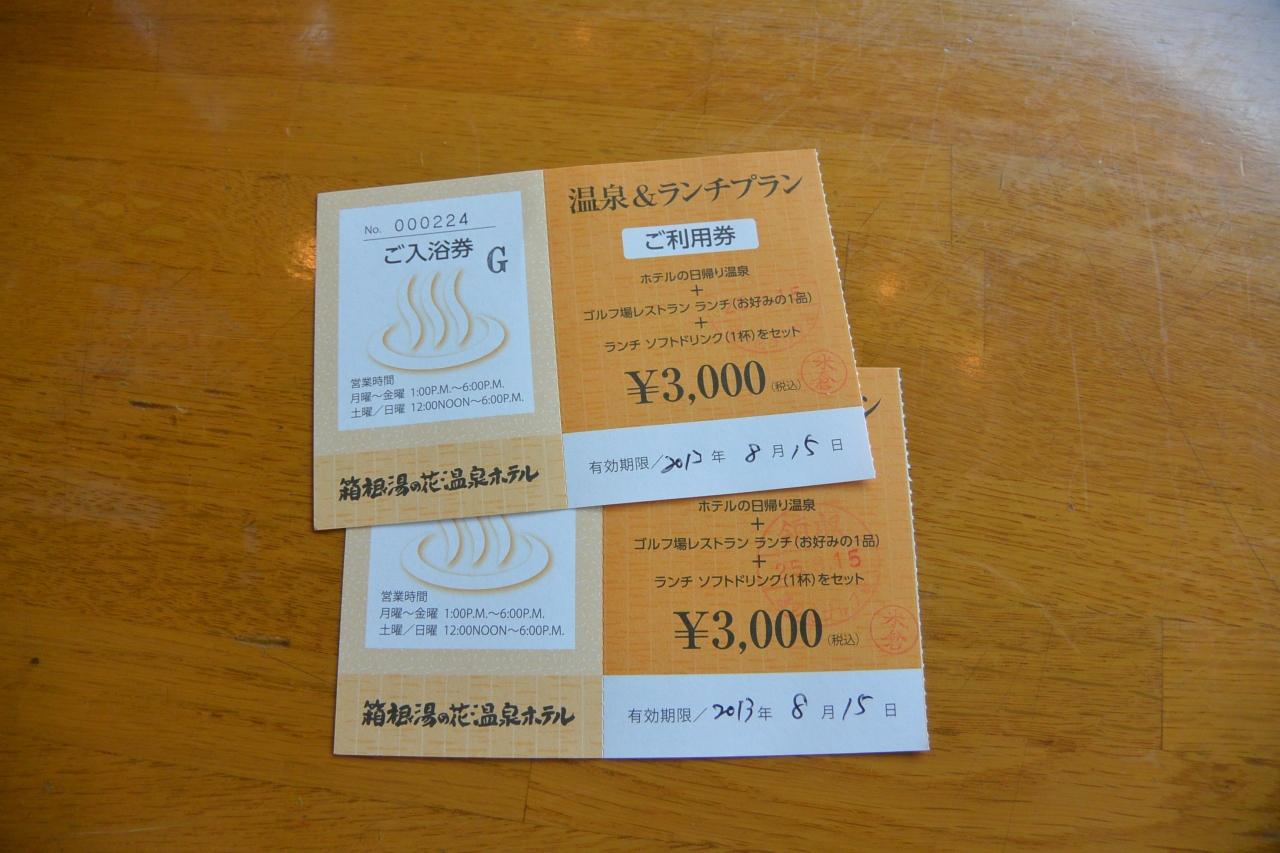 No. 000224
ご入浴券 G
営業時間
月曜～金曜 1:00P.M.～6:00P.M.
土曜／日曜 12:00NOON～6:00P.M.
箱根湯の花温泉ホテル
温泉&ランチプラン
ご利用券
ホテルの日帰り温泉
+
ゴルフ場レストラン ランチ(お好みの1品)
+
ランチ ソフトドリンク(1杯)をセット
¥3,000(税込)
米倉
有効期限／2013年 8月15日
営業時間
月曜～金曜 1:00P.M.～6:00P.M.
土曜／日曜 12:00NOON～6:00P.M.
箱根湯の花温泉ホテル
ン
ホテルの日帰り温泉
+
ゴルフ場レストラン ランチ(お好みの1品)
+
ランチ ソフトドリンク(1杯)をセット
15
¥3,000(税込)
米倉
有効期限／2013年 8月15日